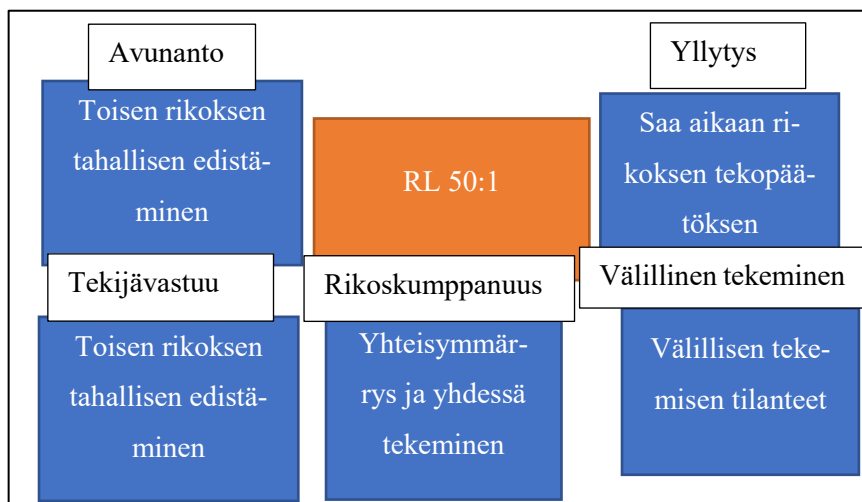 Avunanto
Toisen rikoksen
tahallisen edistä-
minen
RL 50:1
Yllytys
Saa aikaan ri-
koksen tekopää-
töksen
Tekijävastuu
Toisen rikoksen
tahallisen edistä-
minen
Rikoskumppanuus
Yhteisymmär-
rys ja yhdessä
tekeminen
Välillinen tekeminen
Välillisen teke-
misen tilanteet